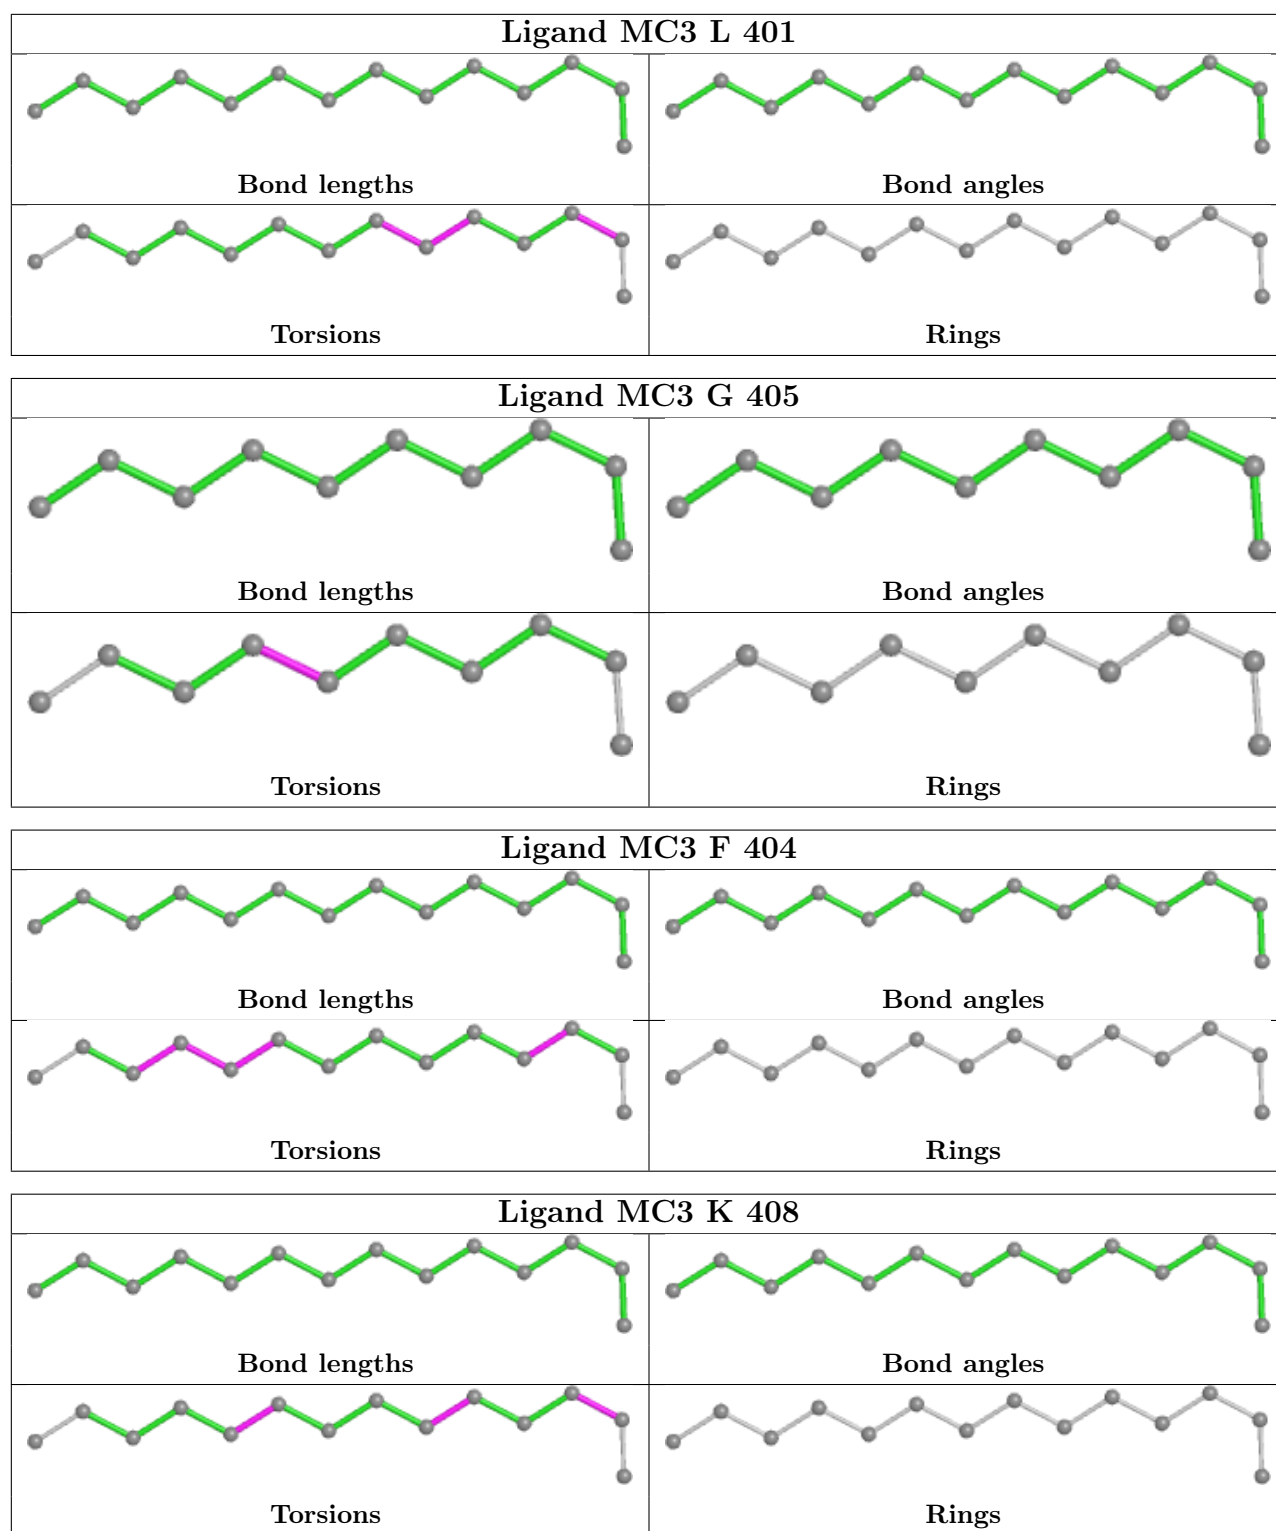 Ligand MC3 L 401
Bond lengths Bond angles
Torsions Rings
Ligand MC3 G 405
Bond lengths Bond angles
Torsions Rings
Ligand MC3 F 404
Bond lengths Bond angles
Torsions Rings
Ligand MC3 K 408
Bond lengths Bond angles
Torsions Rings